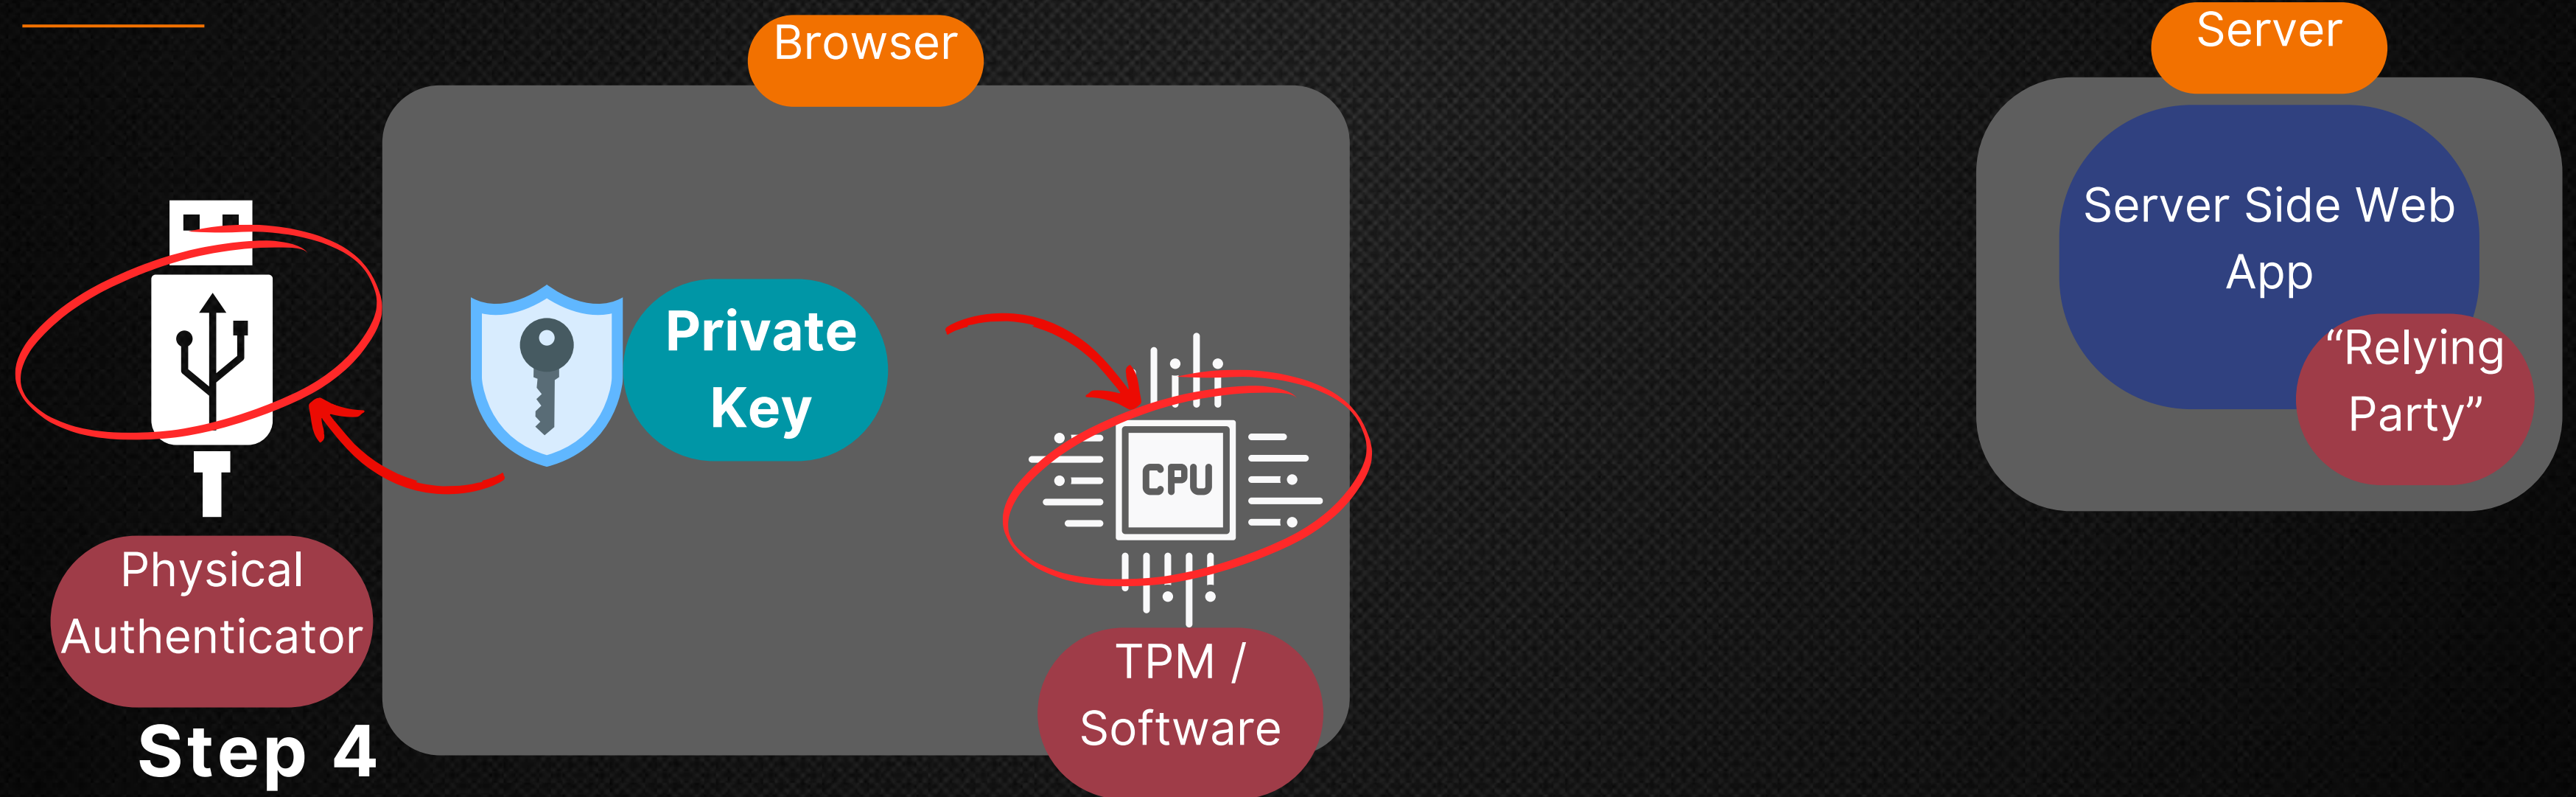 Browser
Server
Server Side Web
App
“Relying
Party”
Private
Key
CPU
Physical
Authenticator
TPM /
Software
Step 4